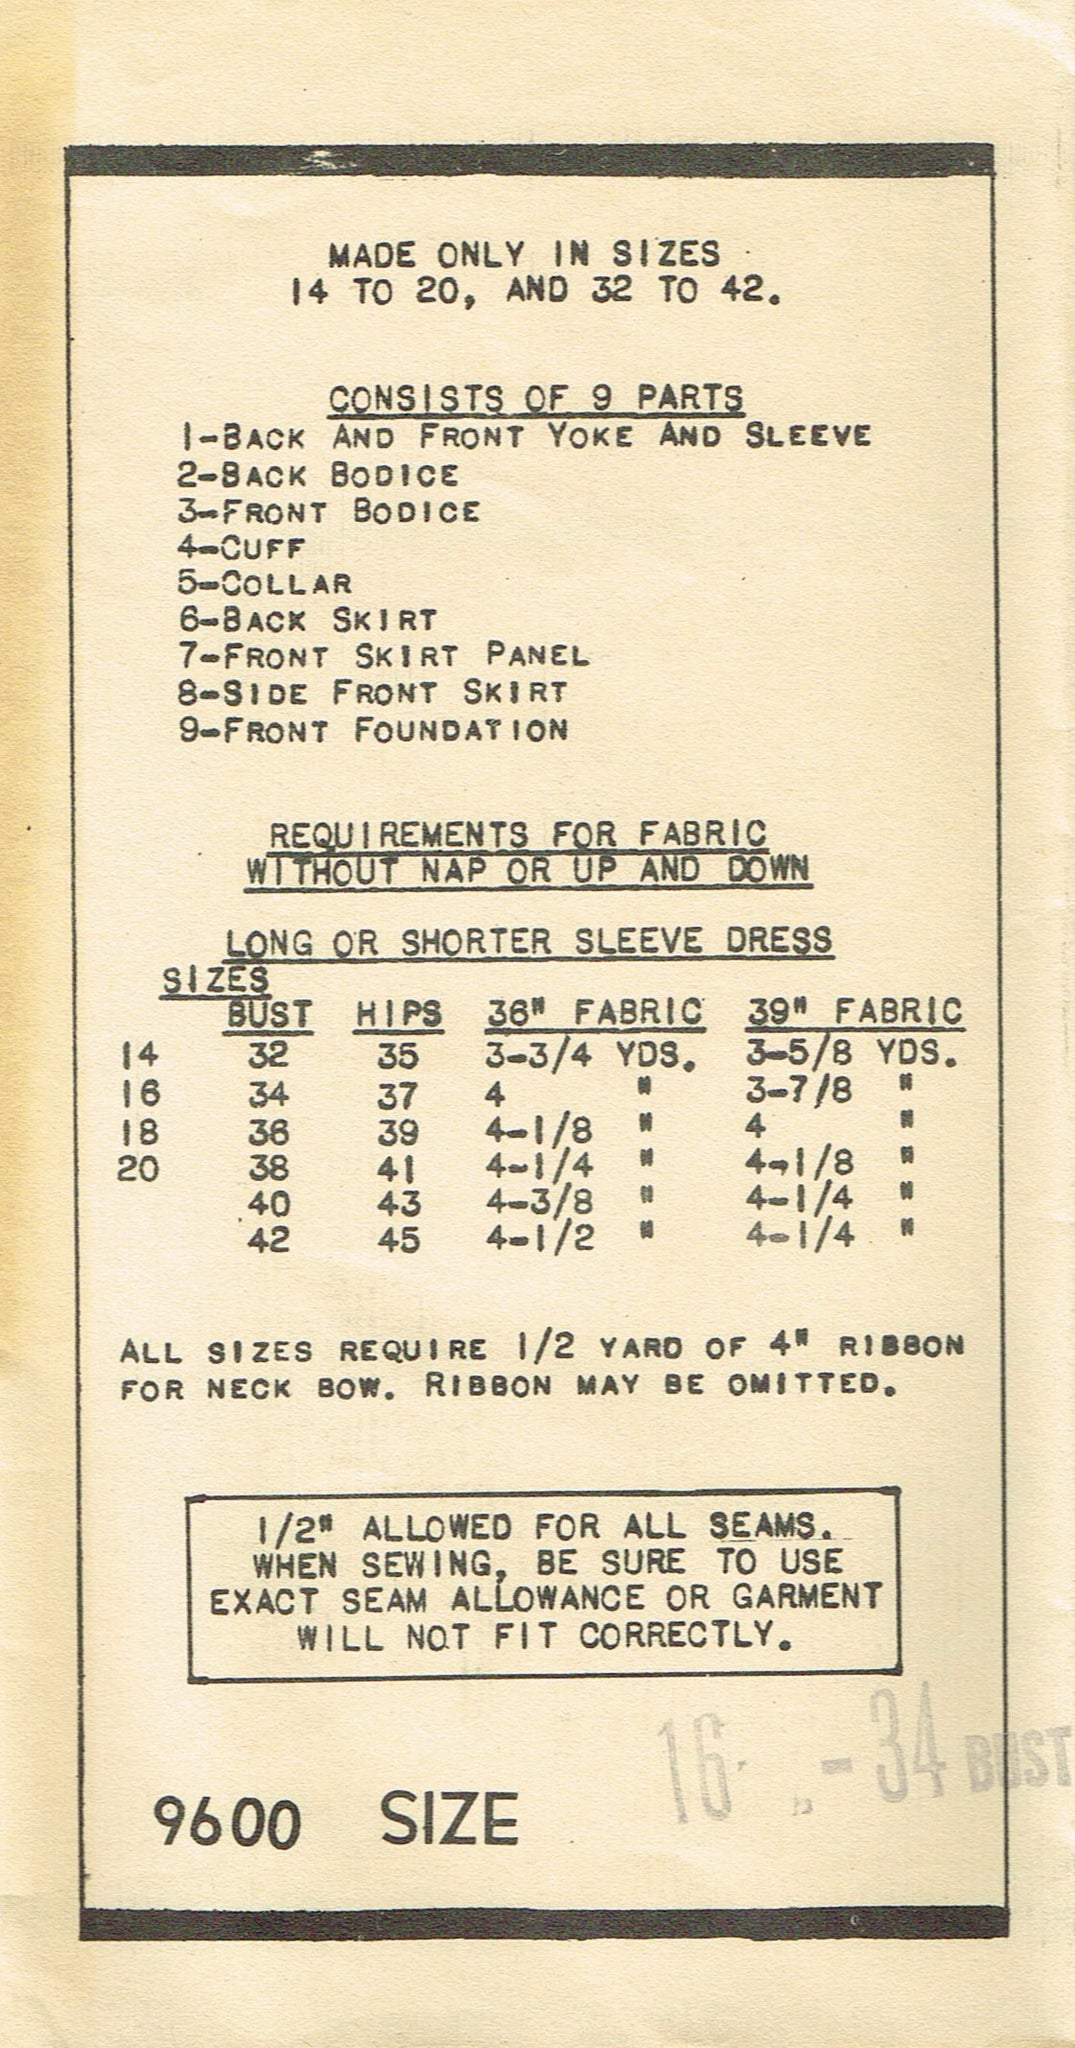 MADE ONLY IN SIZES
14 TO 20, AND 32 TO 42.
CONSISTS OF 9 PARTS
1-BACK AND FRONT YOKE AND SLEEVE
2-BACK BODICE
3-FRONT BODICE
4-CUFF
5-COLLAR
6-BACK SKIRT
7-FRONT SKIRT PANEL
8-SIDE FRONT SKIRT
9-FRONT FOUNDATION
REQUIREMENTS FOR FABRIC
WITHOUT NAP OR UP AND DOWN
LONG OR SHORTER SLEEVE DRESS
SIZES
BUST HIPS 36" FABRIC 39" FABRIC
14 32 35 3-3/4 YDS. 3-5/8 YDS.
16 34 37 4 " 3-7/8 "
18 36 39 4-1/8 " 4 "
20 38 41 4-1/4 " 4-1/8 "
40 43 4-3/8 " 4-1/4 "
42 45 4-1/2 " 4-1/4 "
ALL SIZES REQUIRE 1/2 YARD OF 4" RIBBON
FOR NECK BOW. RIBBON MAY BE OMITTED.
1/2" ALLOWED FOR ALL SEAMS.
WHEN SEWING, BE SURE TO USE
EXACT SEAM ALLOWANCE OR GARMENT
WILL NOT FIT CORRECTLY.
16 - 34 BUST
9600 SIZE